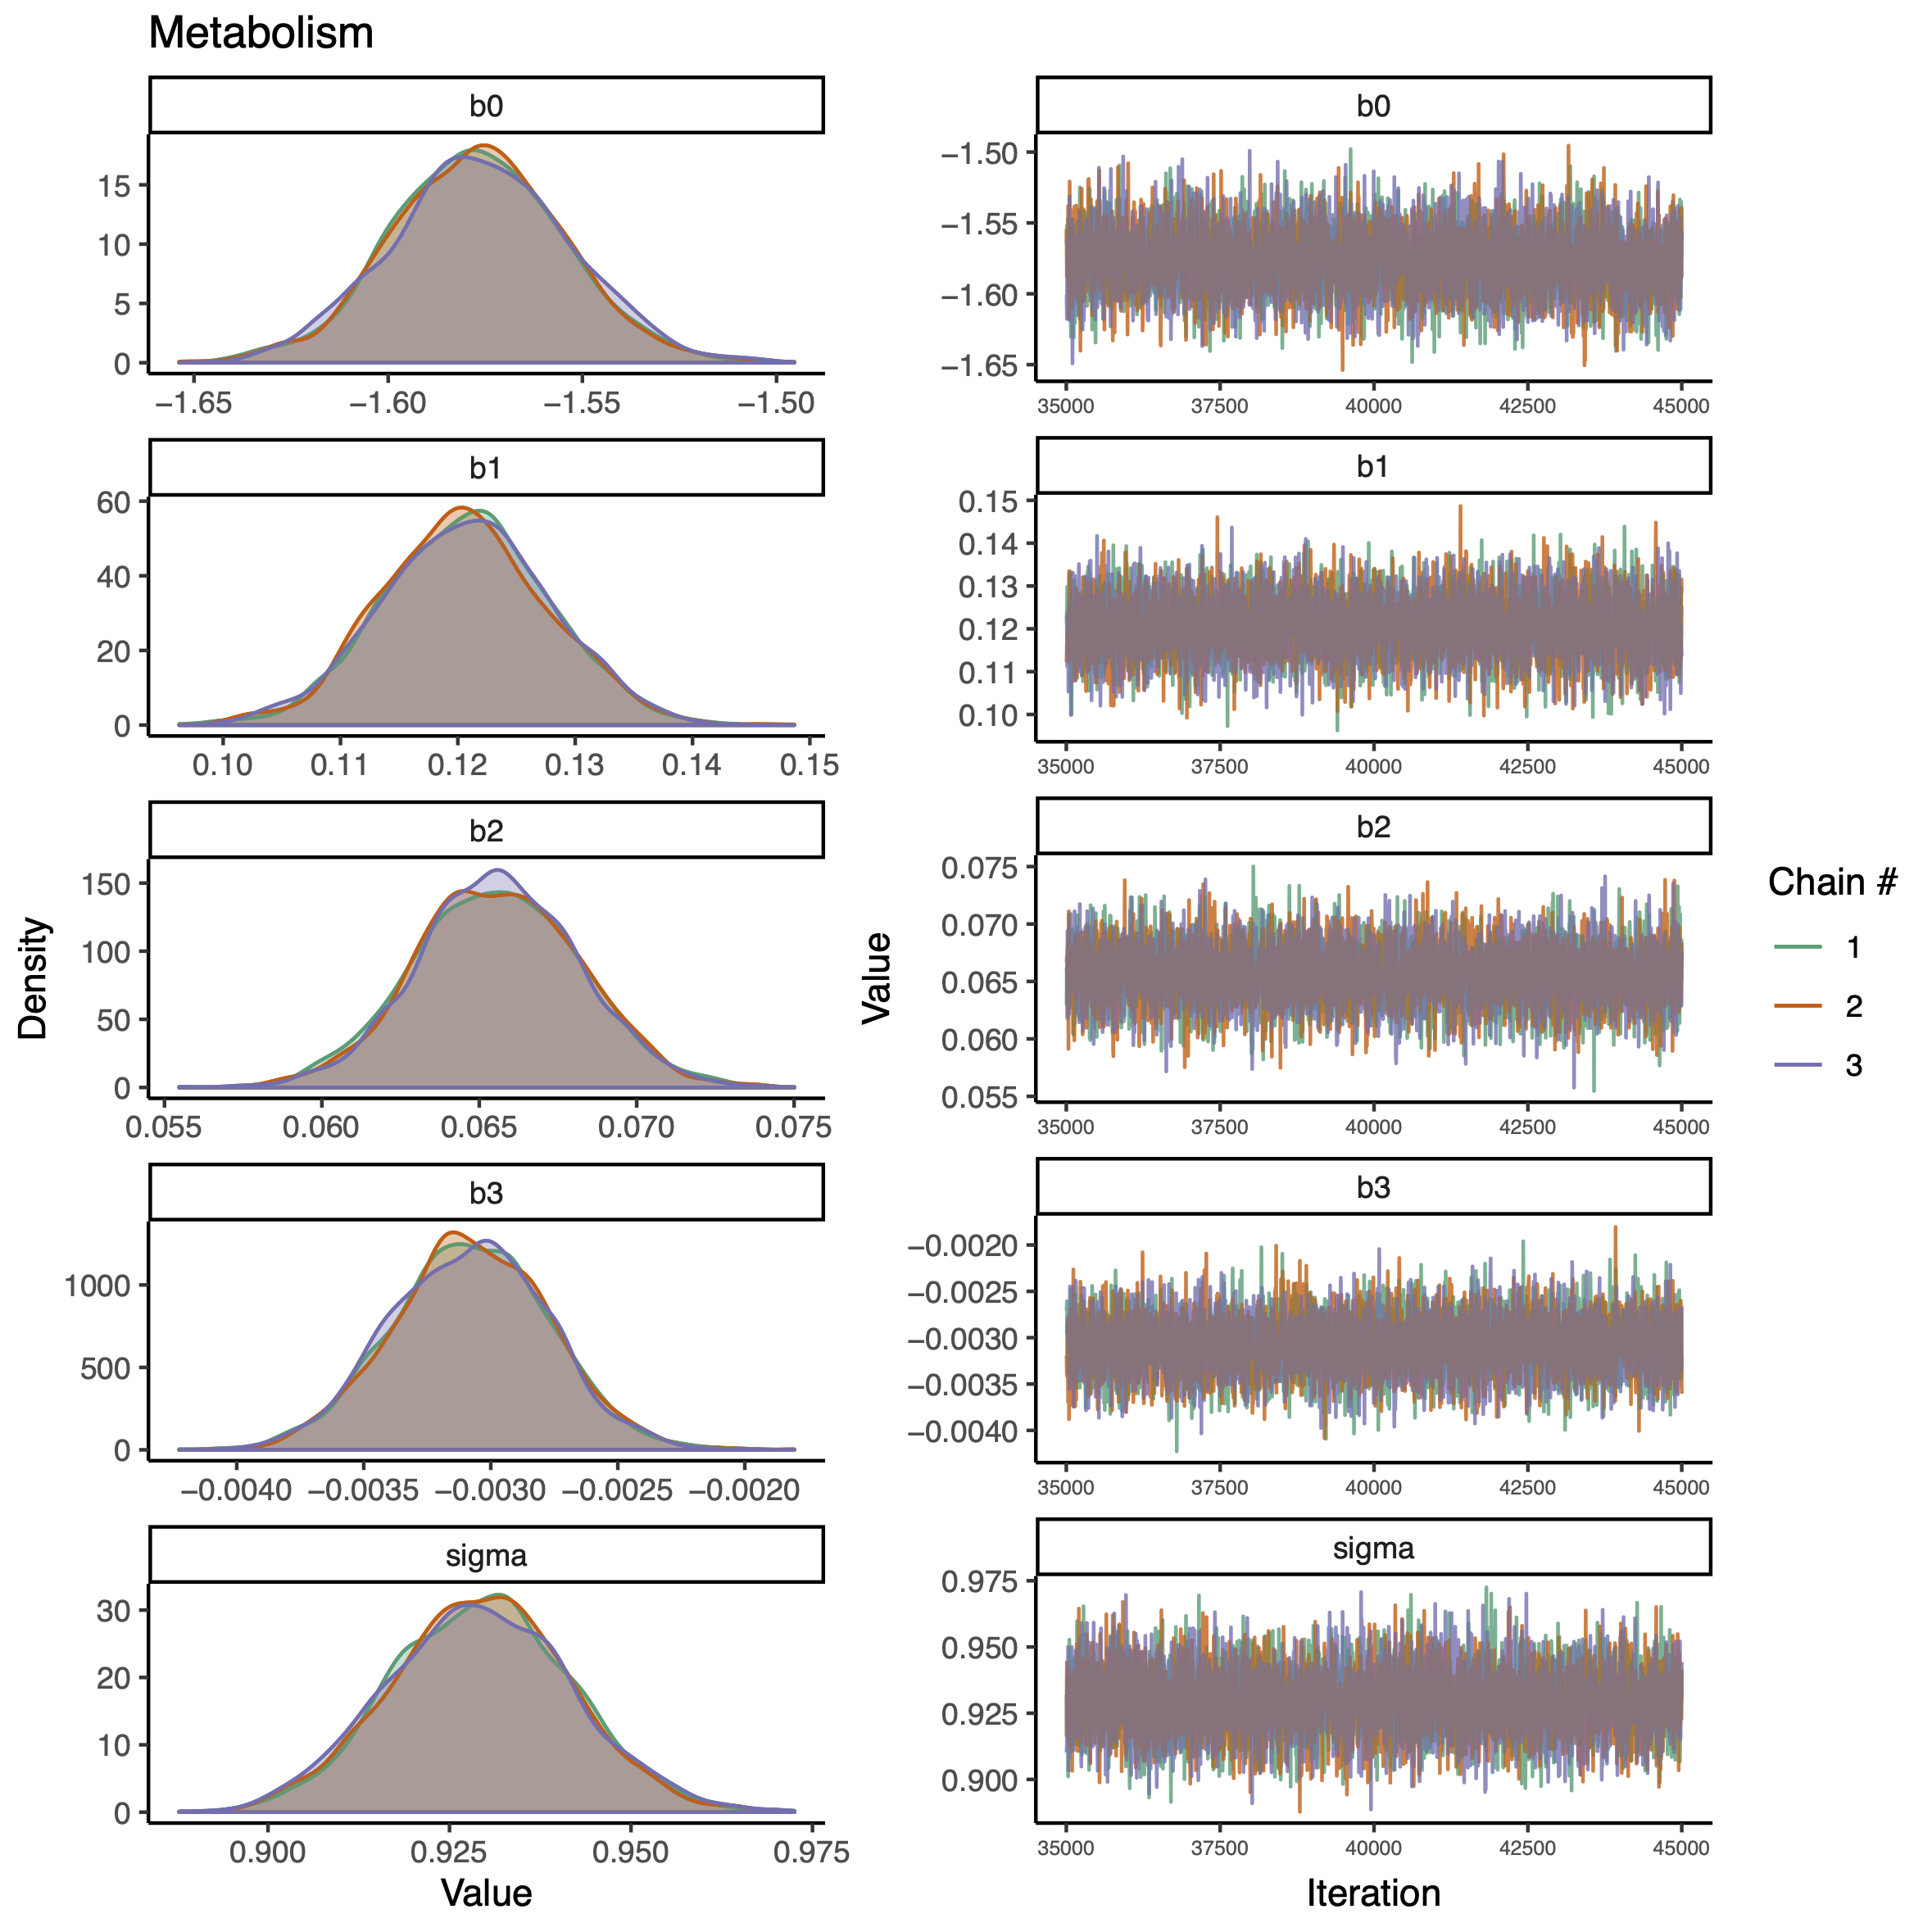 Metabolism
b0
15
10
5
0
−1.65 −1.60 −1.55 −1.50
b1
60
40
20
0
0.10 0.11 0.12 0.13 0.14 0.15
b2
150
100
50
0
0.055 0.060 0.065 0.070 0.075
b3
1000
500
0
−0.0040 −0.0035 −0.0030 −0.0025 −0.0020
sigma
30
20
10
0
0.900 0.925 0.950 0.975
Value
Density
b0
−1.50
−1.55
−1.60
−1.65
35000 37500 40000 42500 45000
b1
0.15
0.14
0.13
0.12
0.11
0.10
35000 37500 40000 42500 45000
b2
0.075
0.070
0.065
0.060
0.055
35000 37500 40000 42500 45000
b3
−0.0020
−0.0025
−0.0030
−0.0035
−0.0040
35000 37500 40000 42500 45000
sigma
0.975
0.950
0.925
0.900
35000 37500 40000 42500 45000
Iteration
Value
Chain #
1
2
3